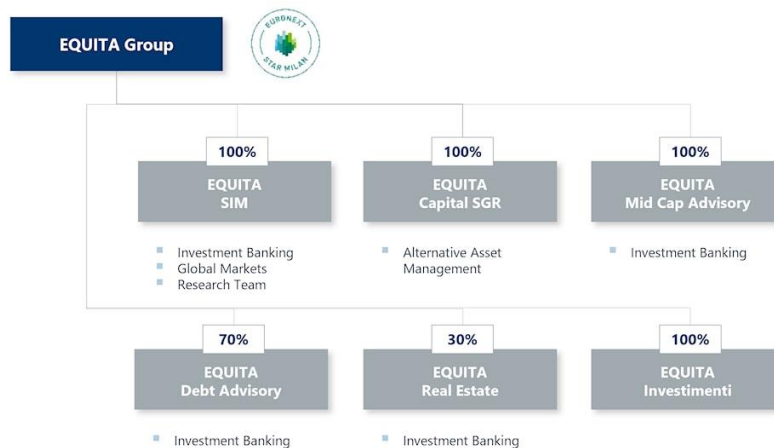 EQUITA Group
EURONEXT
STAR MILAN
100%
100%
100%
EQUITA
SIM
EQUITA
Capital SGR
EQUITA
Mid Cap Advisory
Investment Banking
Global Markets
Research Team
Alternative Asset
Management
Investment Banking
70%
30%
100%
EQUITA
Debt Advisory
EQUITA
Real Estate
EQUITA
Investimenti
Investment Banking
Investment Banking